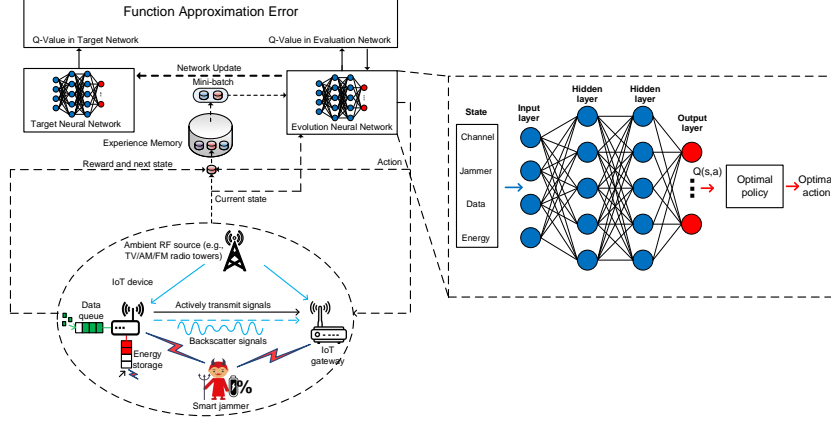 Function Approximation Error
Q-Value in Target Network
Q-Value in Evaluation Network
Network Update
Mini-batch
Target Neural Network
Evolution Neural Network
Experience Memory
Reward and next state
Action
Current state
Ambient RF source (e.g.,
TV/AM/FM radio towers)
IoT device
Data
queue
Actively transmit signals
Backscatter signals
IoT
gateway
Energy
storage
%
Smart jammer
State
Channel
Jammer
Data
Energy
Input
layer
Hidden
layer
Hidden
layer
Output
layer
Q(s,a)
Optimal
policy
Optimal
action